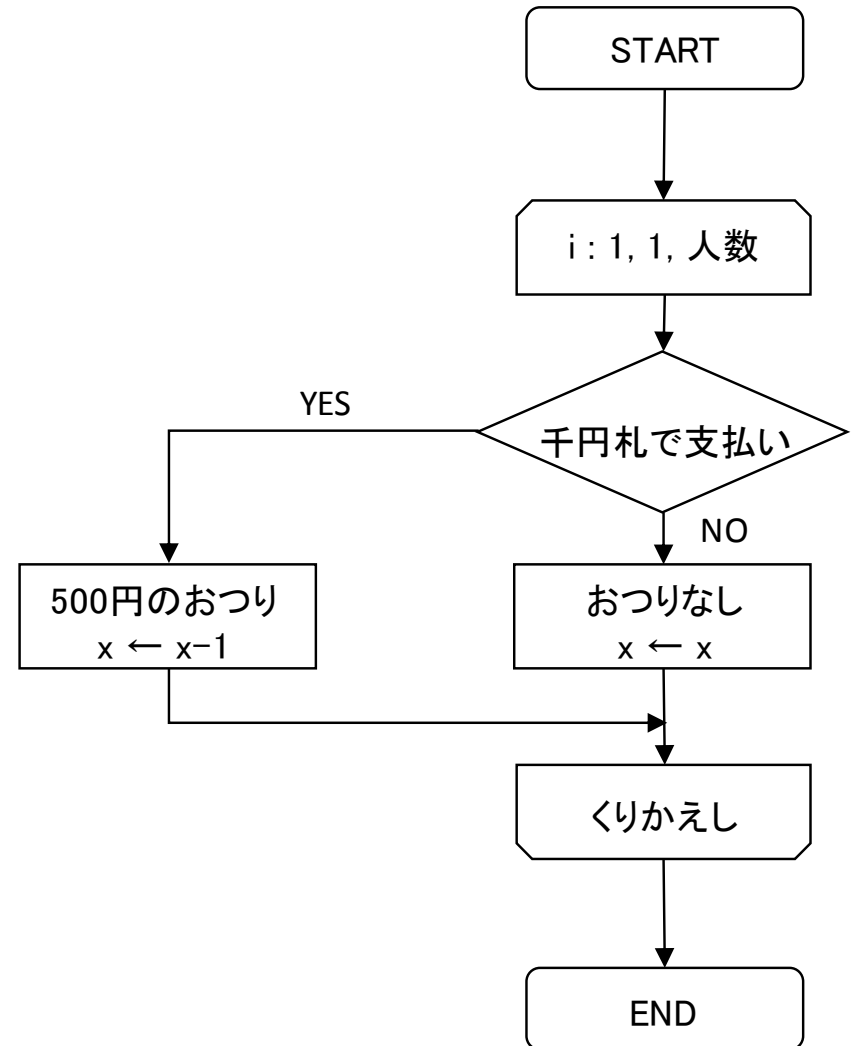 START
i : 1, 1, 人数
千円札で支払い
YES
NO
500円のおつり
x ← x-1
おつりなし
x ← x
くりかえし
END